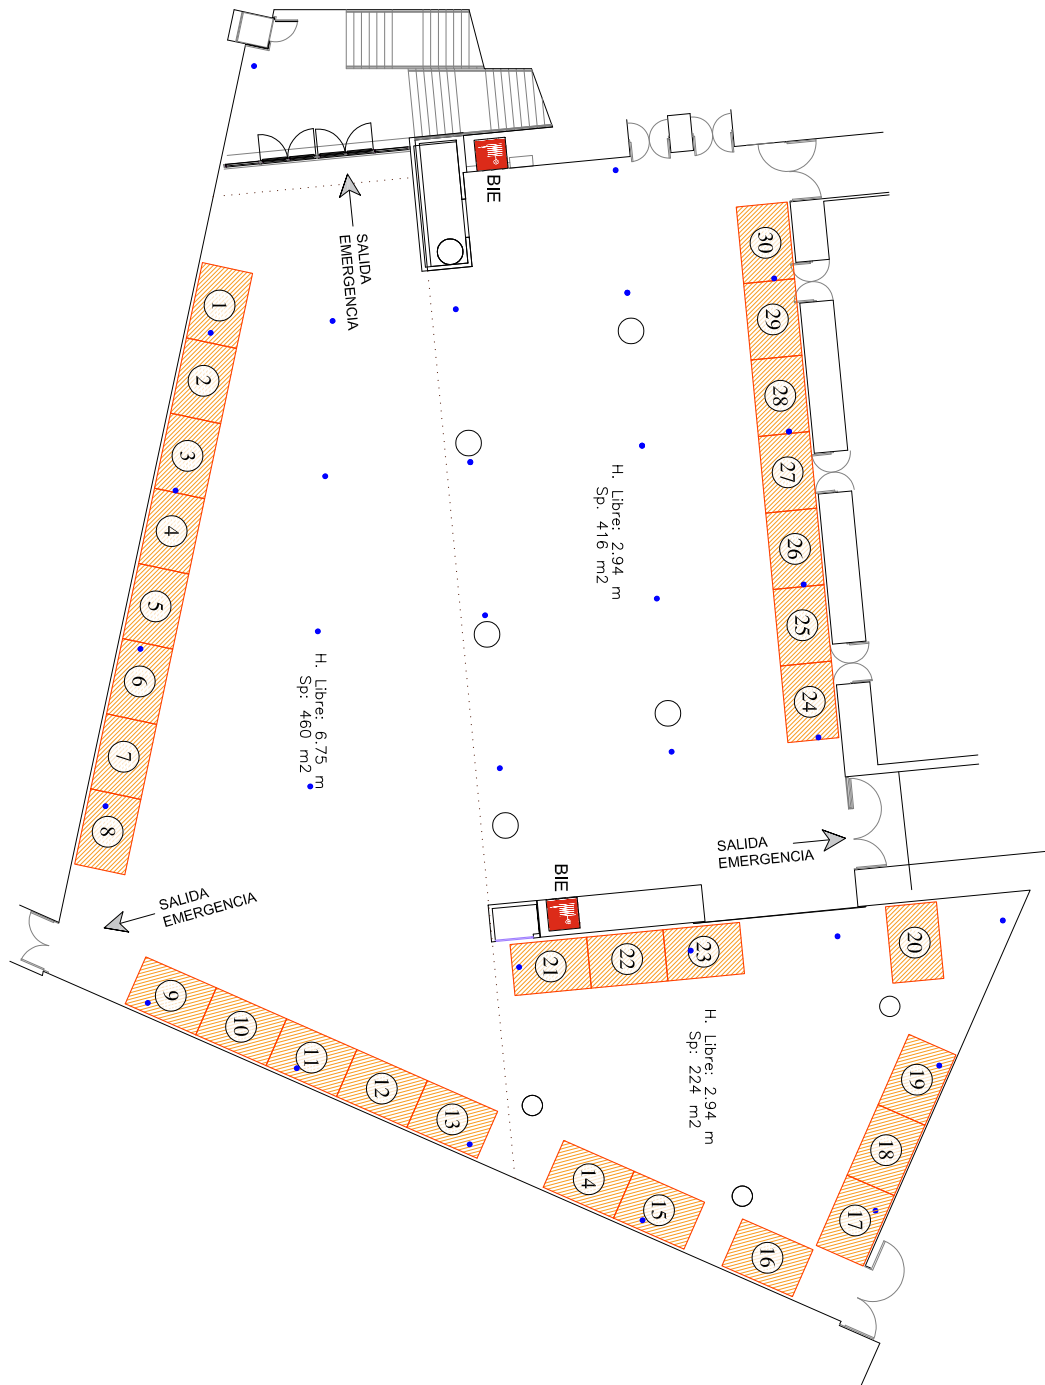 BIE
SALIDA
EMERGENCIA
30
29
28
27
26
25
24
1
2
3
4
5
6
7
8
H. Libre: 2.94 m
Sp. 416 m2
H. Libre: 6.75 m
Sp: 460 m2
SALIDA
EMERGENCIA
SALIDA
EMERGENCIA
BIE
21
22
23
20
9
10
11
12
13
H. Libre: 2.94 m
Sp: 224 m2
14
15
16
17
18
19